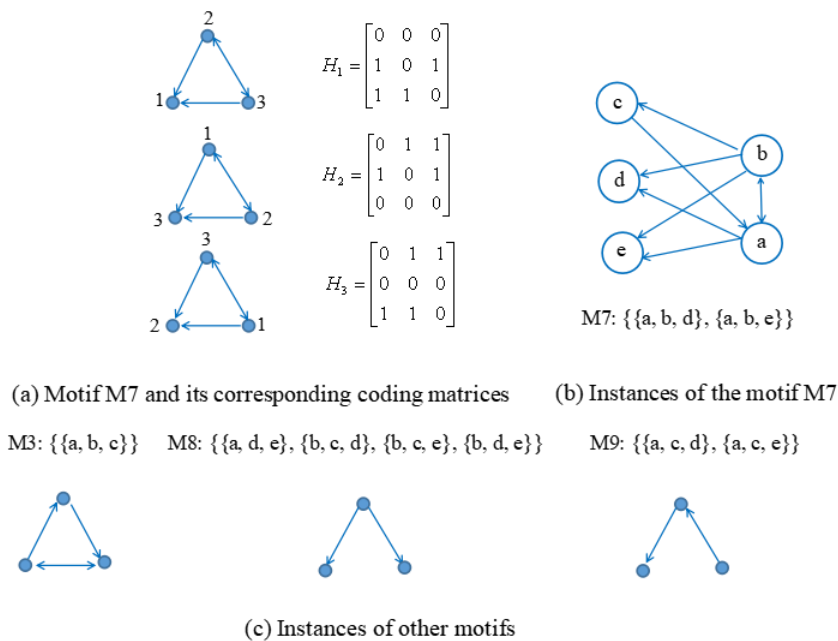 2
1
3
H₁ = [0 0 0
1 0 1
1 1 0]
1
3
2
H₂ = [0 1 1
1 0 1
0 0 0]
3
2
1
H₃ = [0 1 1
0 0 0
1 1 0]
c
b
d
e
a
M7: {{a, b, d}, {a, b, e}}
(a) Motif M7 and its corresponding coding matrices
(b) Instances of the motif M7
M3: {{a, b, c}}
M8: {{a, d, e}, {b, c, d}, {b, c, e}, {b, d, e}}
M9: {{a, c, d}, {a, c, e}}
(c) Instances of other motifs